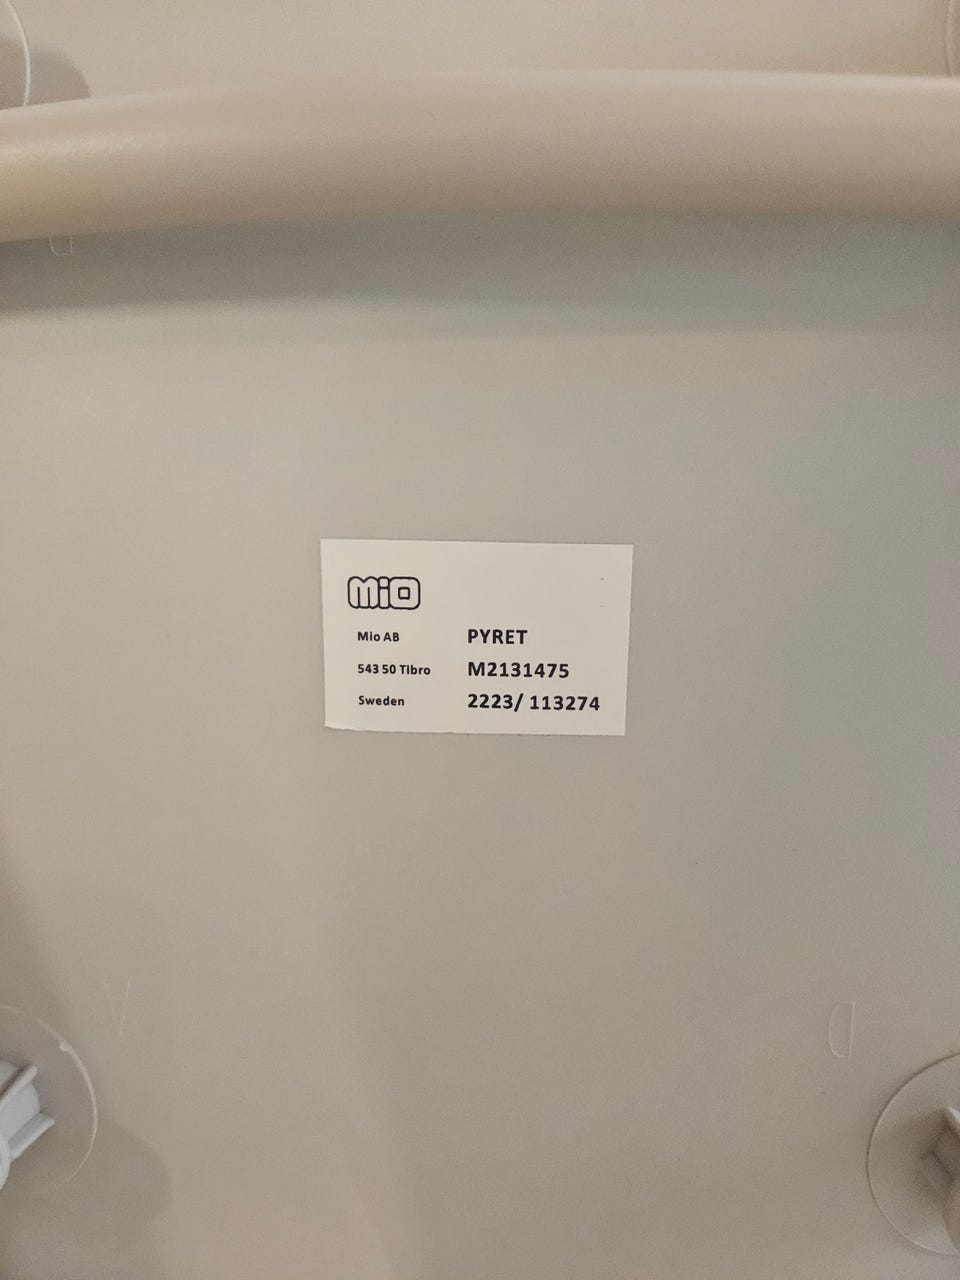 MiO
Mio AB PYRET
543 50 Tibro M2131475
Sweden 2223/ 113274
D
A
D